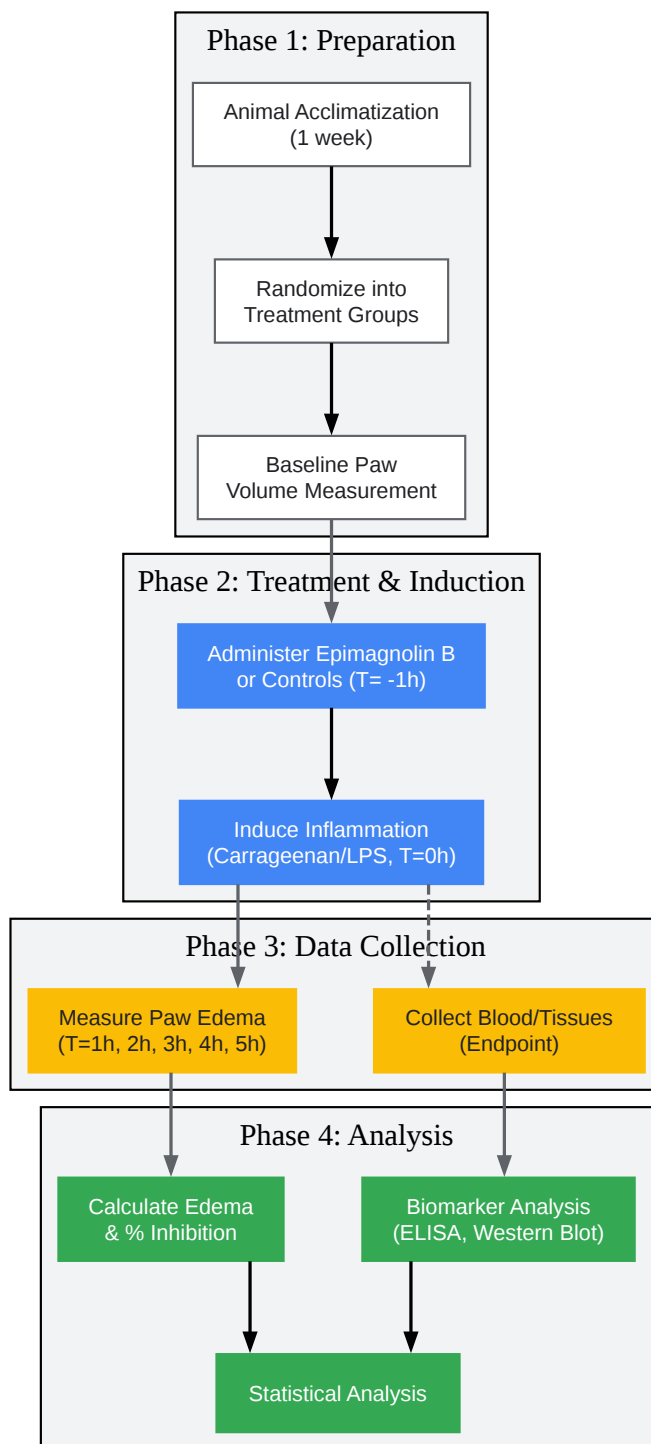 Phase 1: Preparation
Animal Acclimatization
(1 week)
Randomize into
Treatment Groups
Baseline Paw
Volume Measurement
Phase 2: Treatment & Induction
Administer Epimagnolin B
or Controls (T= -1h)
Induce Inflammation
(Carrageenan/LPS, T=0h)
Phase 3: Data Collection
Measure Paw Edema
(T=1h, 2h, 3h, 4h, 5h)
Collect Blood/Tissues
(Endpoint)
Phase 4: Analysis
Calculate Edema
& % Inhibition
Biomarker Analysis
(ELISA, Western Blot)
Statistical Analysis